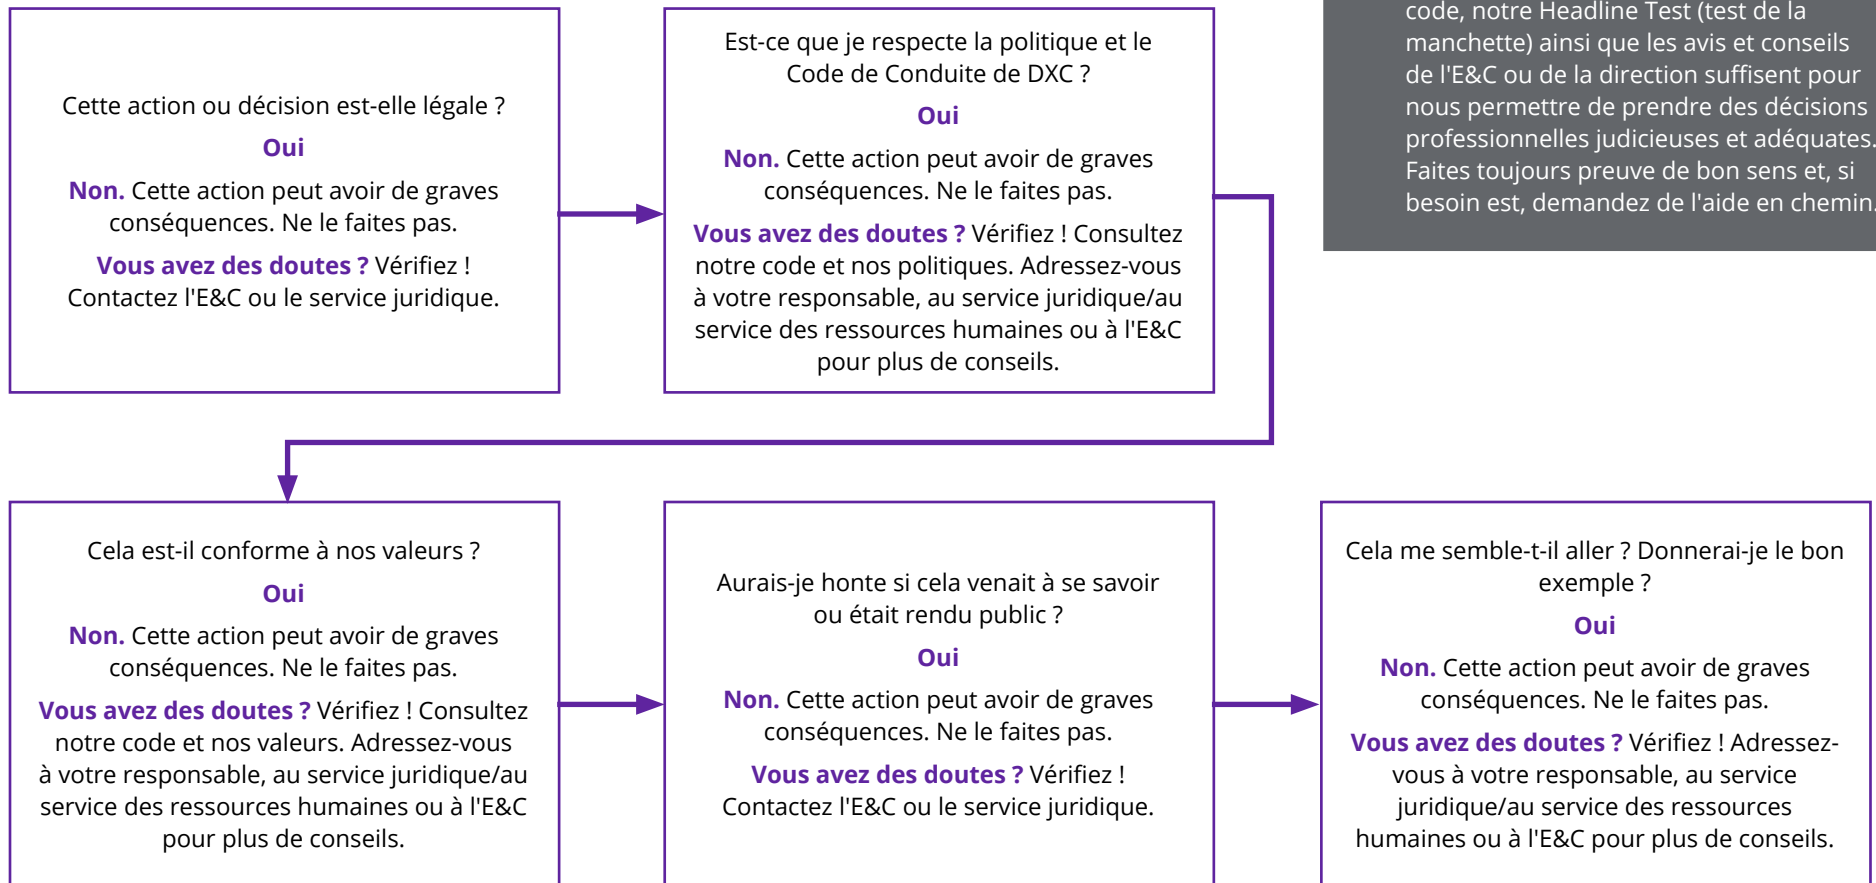 Cette action ou décision est-elle légale ?
Oui
Non. Cette action peut avoir de graves
conséquences. Ne le faites pas.
Vous avez des doutes ? Vérifiez !
Contactez l'E&C ou le service juridique.
Est-ce que je respecte la politique et le
Code de Conduite de DXC ?
Oui
Non. Cette action peut avoir de graves
conséquences. Ne le faites pas.
Vous avez des doutes ? Vérifiez ! Consultez
notre code et nos politiques. Adressez-vous
à votre responsable, au service juridique/au
service des ressources humaines ou à l'E&C
pour plus de conseils.
code, notre Headline Test (test de la
manchette) ainsi que les avis et conseils
de l'E&C ou de la direction suffisent pour
nous permettre de prendre des décisions
professionnelles judicieuses et adéquates.
Faites toujours preuve de bon sens et, si
besoin est, demandez de l'aide en chemin.
Cela est-il conforme à nos valeurs ?
Oui
Non. Cette action peut avoir de graves
conséquences. Ne le faites pas.
Vous avez des doutes ? Vérifiez ! Consultez
notre code et nos valeurs. Adressez-vous
à votre responsable, au service juridique/au
service des ressources humaines ou à l'E&C
pour plus de conseils.
Aurais-je honte si cela venait à se savoir
ou était rendu public ?
Oui
Non. Cette action peut avoir de graves
conséquences. Ne le faites pas.
Vous avez des doutes ? Vérifiez !
Contactez l'E&C ou le service juridique.
Cela me semble-t-il aller ? Donnerai-je le bon
exemple ?
Oui
Non. Cette action peut avoir de graves
conséquences. Ne le faites pas.
Vous avez des doutes ? Vérifiez ! Adressez-
vous à votre responsable, au service
juridique/au service des ressources
humaines ou à l'E&C pour plus de conseils.